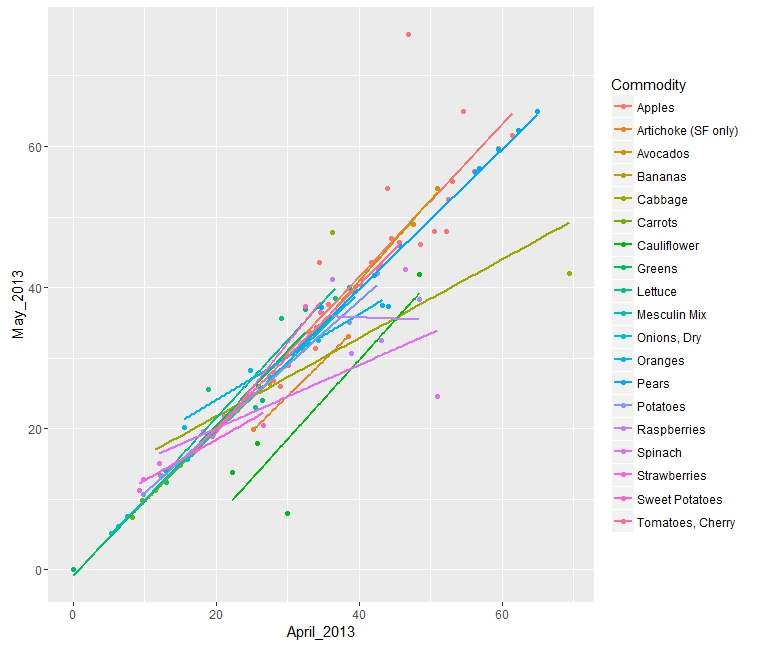 Commodity
Apples
Artichoke (SF only)
Avocados
Bananas
Cabbage
Carrots
Cauliflower
Greens
Lettuce
Mesculin Mix
Onions, Dry
Oranges
Pears
Potatoes
Raspberries
Spinach
Strawberries
Sweet Potatoes
Tomatoes, Cherry
May_2013
60
40
20
0
0 20 40 60
April_2013